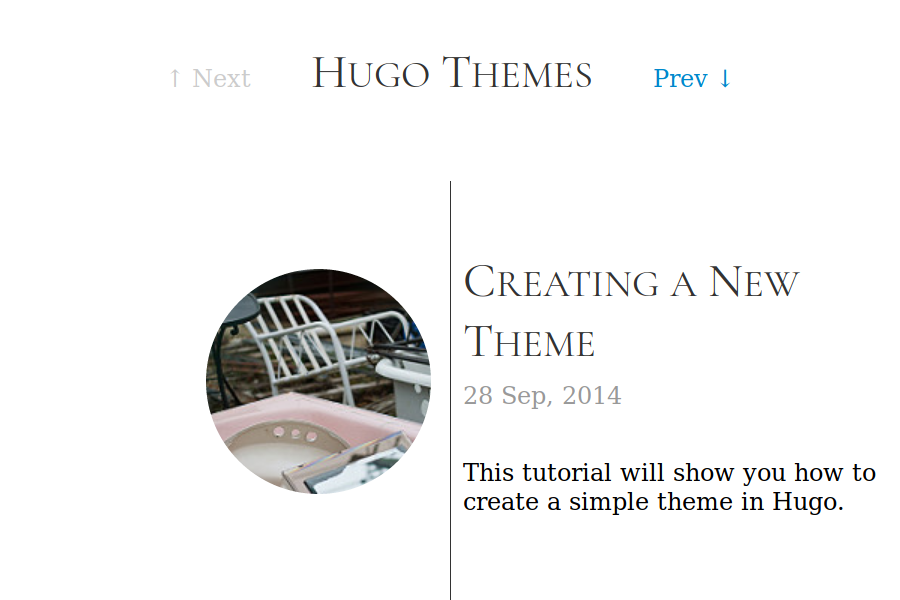 ↑ Next Hugo Themes Prev ↓
Creating a New
Theme
28 Sep, 2014
This tutorial will show you how to
create a simple theme in Hugo.